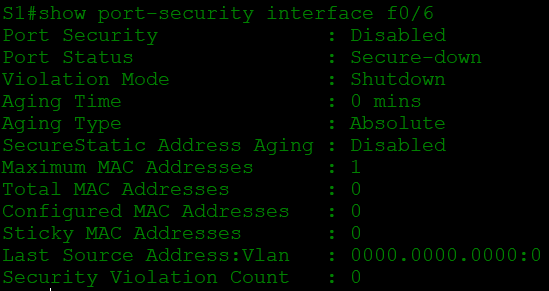 S1#show port-security interface f0/6
Port Security              : Disabled
Port Status                : Secure-down
Violation Mode             : Shutdown
Aging Time                 : 0 mins
Aging Type                 : Absolute
SecureStatic Address Aging : Disabled
Maximum MAC Addresses      : 1
Total MAC Addresses        : 0
Configured MAC Addresses   : 0
Sticky MAC Addresses       : 0
Last Source Address:Vlan   : 0000.0000.0000:0
Security Violation Count   : 0